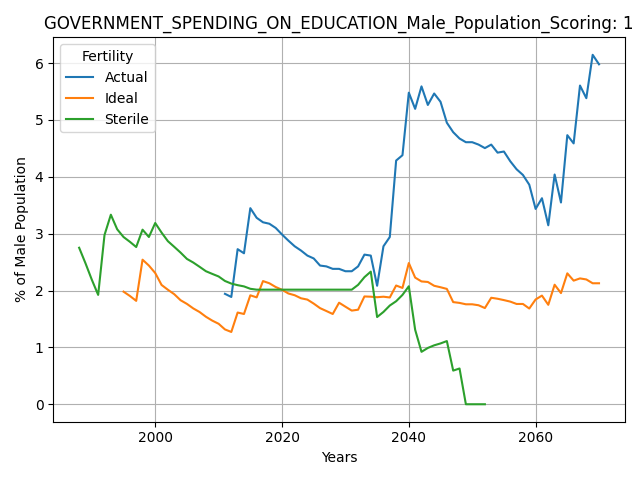 GOVERNMENT_SPENDING_ON_EDUCATION_Male_Population_Scoring: 1
Fertility
Actual
Ideal
Sterile
% of Male Population
6
5
4
3
2
1
0
2000 2020 2040 2060
Years